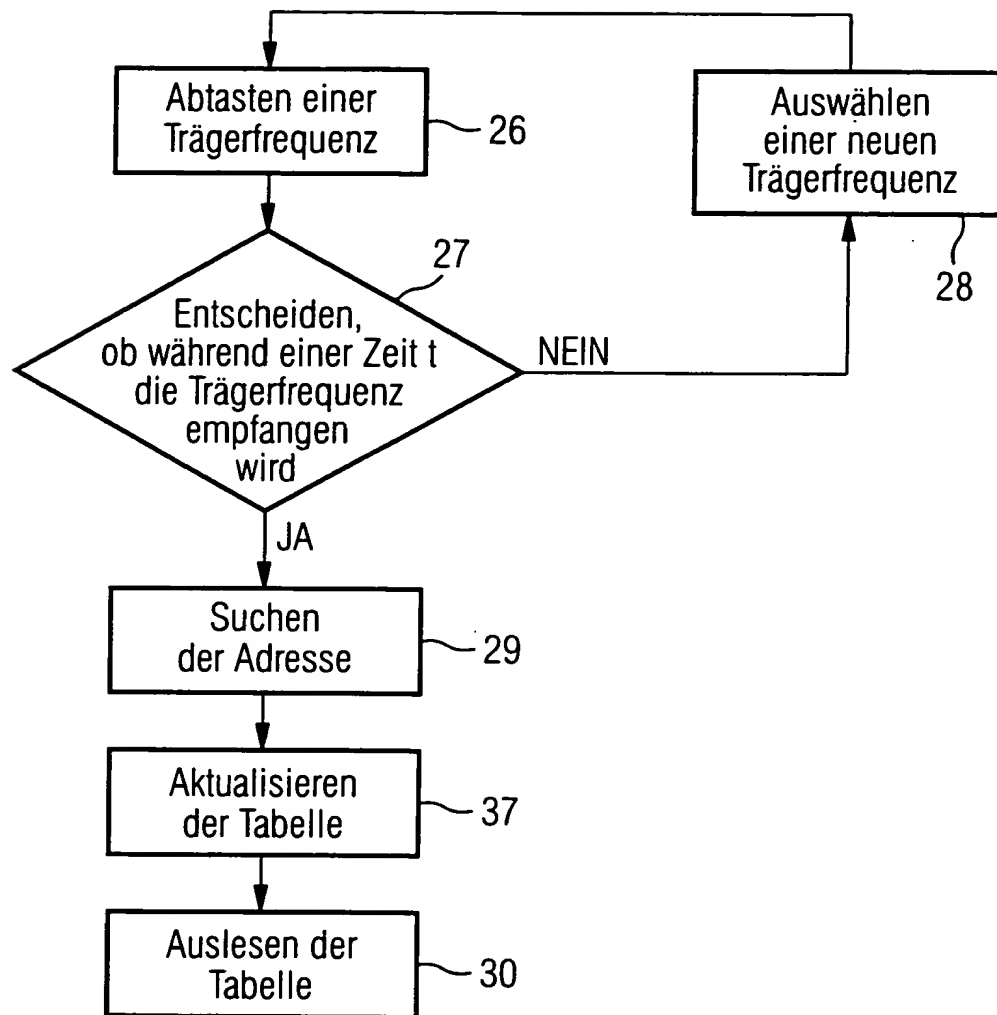 Abtasten einer
Trägerfrequenz
26
Auswählen
einer neuen
Trägerfrequenz
28
27
Entscheiden,
ob während einer Zeit t
die Trägerfrequenz
empfangen
wird
NEIN
JA
Suchen
der Adresse
29
Aktualisieren
der Tabelle
37
Auslesen der
Tabelle
30